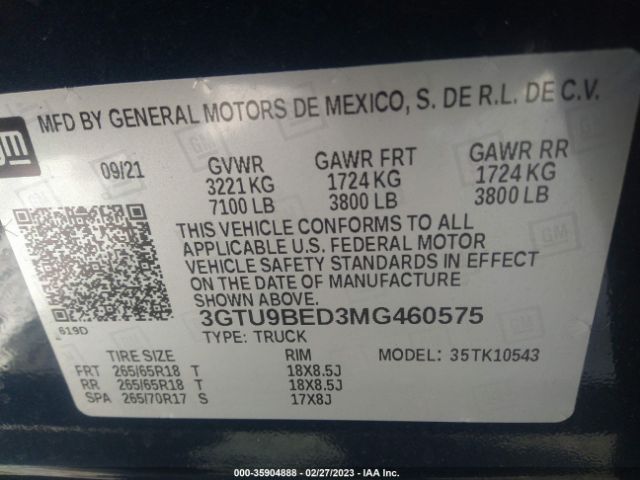 gm
MFD BY GENERAL MOTORS DE MEXICO, S. DE R.L. DE C.V.
09/21 GVWR GAWR FRT GAWR RR
3221 KG 1724 KG 1724 KG
7100 LB 3800 LB 3800 LB
THIS VEHICLE CONFORMS TO ALL
APPLICABLE U.S. FEDERAL MOTOR
VEHICLE SAFETY STANDARDS IN EFFECT
ON THE DATE OF MANUFACTURE
SHOWN ABOVE.
619D
3GTU9BED3MG460575
TYPE: TRUCK MODEL: 35TK10543
TIRE SIZE RIM
FRT 265/65R18 T 18X8.5J
RR 265/65R18 T 18X8.5J
SPA 265/70R17 S 17X8J
000-35904888 - 02/27/2023 - IAA Inc.